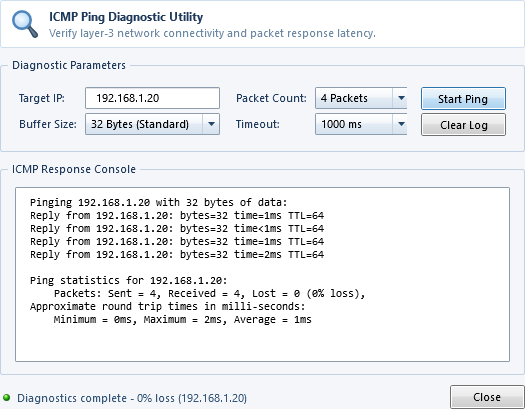 ICMP Ping Diagnostic Utility
Verify layer-3 network connectivity and packet response latency.
Diagnostic Parameters
Target IP: 192.168.1.20 Packet Count: 4 Packets Start Ping
Buffer Size: 32 Bytes (Standard) Timeout: 1000 ms Clear Log
ICMP Response Console
Pinging 192.168.1.20 with 32 bytes of data:
Reply from 192.168.1.20: bytes=32 time=1ms TTL=64
Reply from 192.168.1.20: bytes=32 time<1ms TTL=64
Reply from 192.168.1.20: bytes=32 time=1ms TTL=64
Reply from 192.168.1.20: bytes=32 time=2ms TTL=64
Ping statistics for 192.168.1.20:
Packets: Sent = 4, Received = 4, Lost = 0 (0% loss),
Approximate round trip times in milli-seconds:
Minimum = 0ms, Maximum = 2ms, Average = 1ms
Diagnostics complete - 0% loss (192.168.1.20) Close